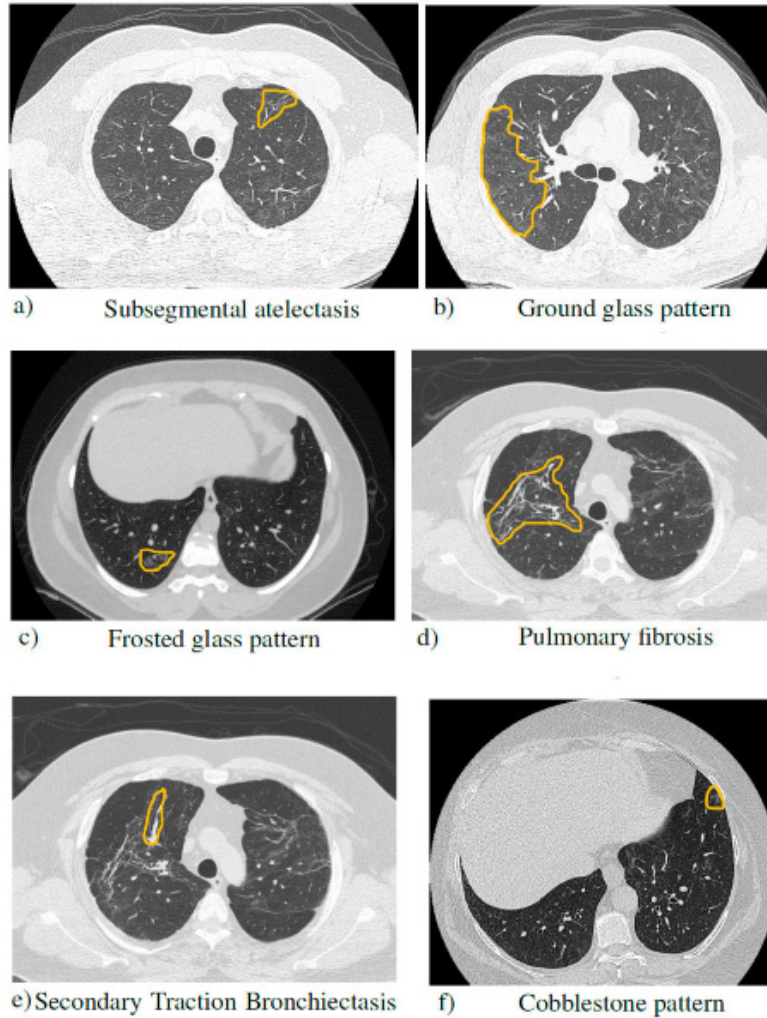 a) Subsegmental atelectasis
b) Ground glass pattern
c) Frosted glass pattern
d) Pulmonary fibrosis
e) Secondary Traction Bronchiectasis
f) Cobblestone pattern